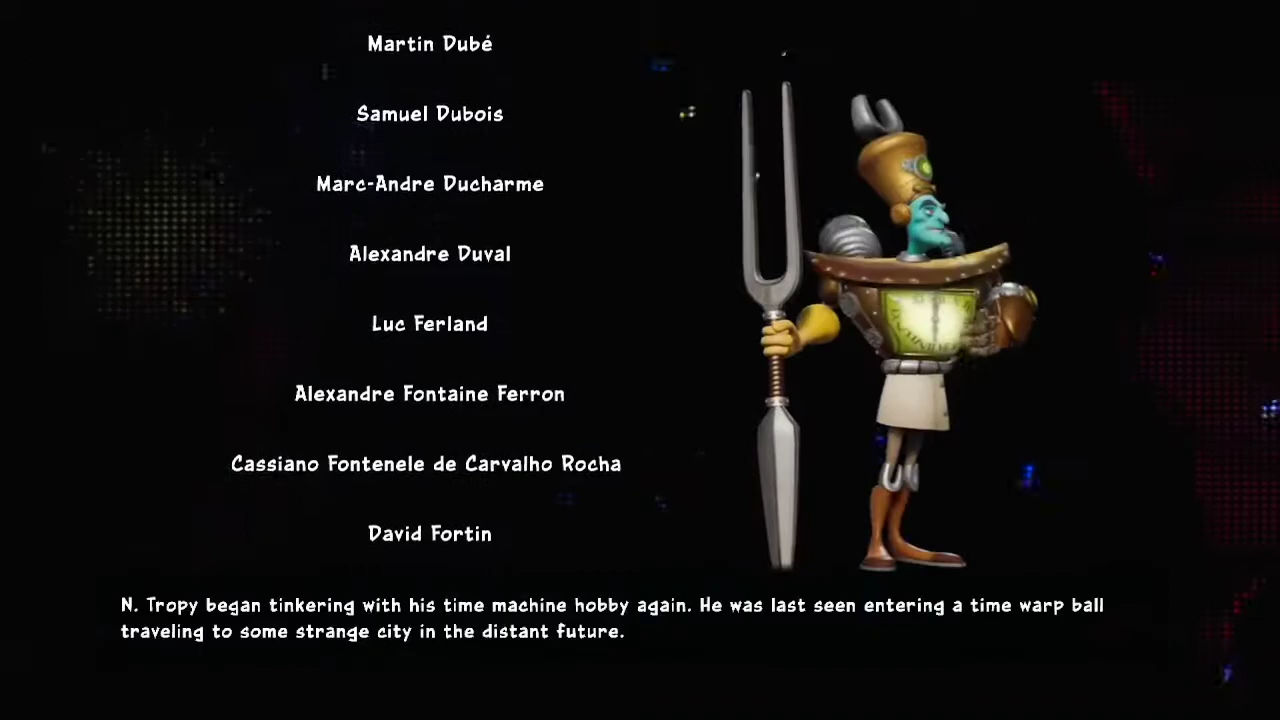 Martin Dubé
Samuel Dubois
Marc-Andre Ducharme
Alexandre Duval
Luc Ferland
Alexandre Fontaine Ferron
Cassiano Fontenele de Carvalho Rocha
David Fortin
N. Tropy began tinkering with his time machine hobby again. He was last seen entering a time warp ball
traveling to some strange city in the distant future.